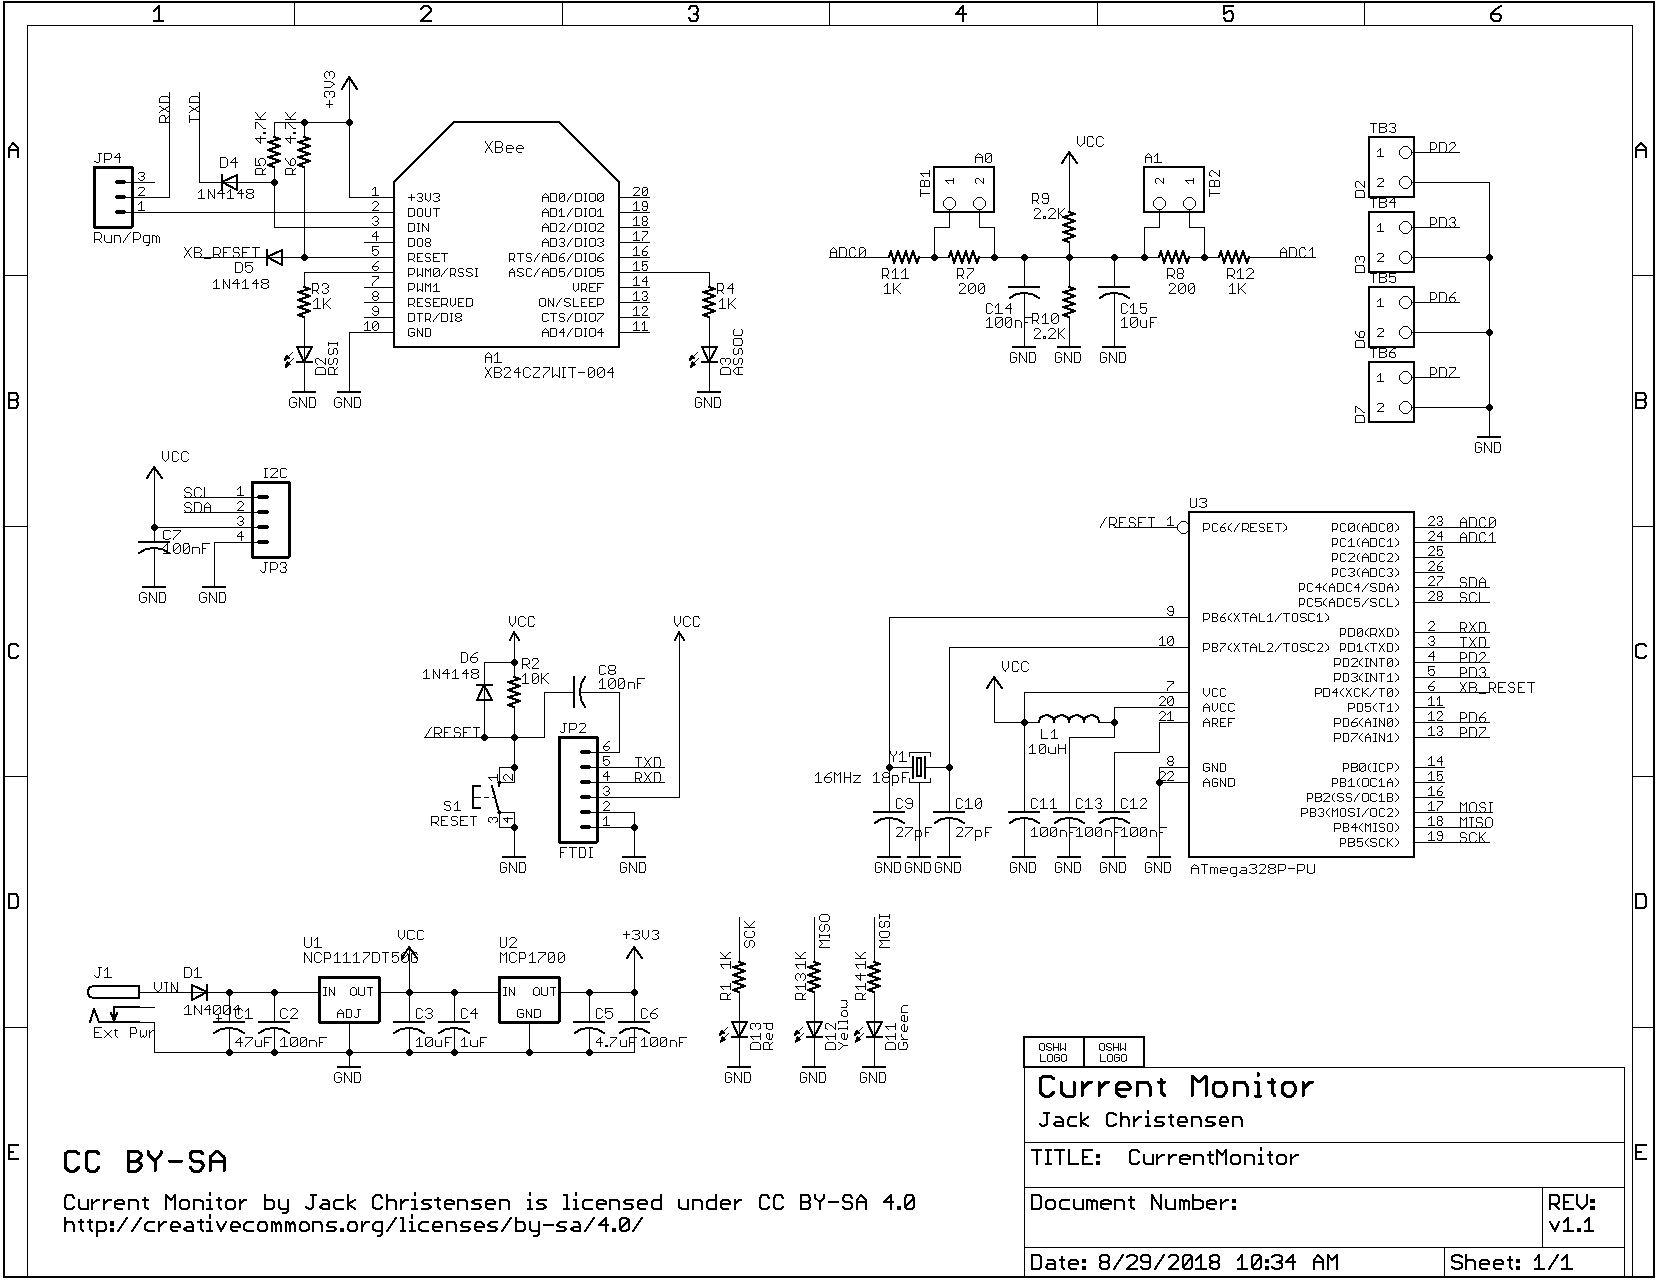 1 2 3 4 5 6
A
B
C
D
E
A
B
C
D
E
RXD
TXD
+3V3
R5 4.7K
R6 4.7K
JP4
3
2
1
Run/Pgm
D4
1N4148
XB_RESET
D5
1N4148
XBee
1 +3V3
2 DOUT
3 DIN
4 DO8
5 RESET
6 PWM0/RSSI
7 PWM1
8 RESERVED
9 DTR/DI8
10 GND
AD0/DIO0 20
AD1/DIO1 19
AD2/DIO2 18
AD3/DIO3 17
RTS/AD6/DIO6 16
ASC/AD5/DIO5 15
VREF 14
ON/SLEEP 13
CTS/DIO7 12
AD4/DIO4 11
A1
XB24CZ7WIT-004
R3
1K
D2
RSSI
GND GND
R4
1K
D3
ASSOC
GND
A0
TB1
1 2
ADC0
R11
1K
R7
200
VCC
R9
2.2K
R10
2.2K
C14
100nF
C15
10uF
GND GND GND
A1
TB2
2 1
R8
200
R12
1K
ADC1
TB3
1 PD2
2
D2
TB4
1 PD3
2
D3
TB5
1 PD6
2
D6
TB6
1 PD7
2
D7
GND
VCC
I2C
SCL 1
SDA 2
3
4
JP3
C7
100nF
GND GND
VCC
D6
1N4148
R2
10K
C8
100nF
VCC
/RESET
JP2
6
5 TXD
4 RXD
3
2
1
FTDI
1 2
3 4
S1
RESET
GND GND
U3
/RESET 1 PC6(/RESET)
9 PB6(XTAL1/TOSC1)
10 PB7(XTAL2/TOSC2)
7 VCC
20 AVCC
21 AREF
8 GND
22 AGND
PC0(ADC0) 23 ADC0
PC1(ADC1) 24 ADC1
PC2(ADC2) 25
PC3(ADC3) 26
PC4(ADC4/SDA) 27 SDA
PC5(ADC5/SCL) 28 SCL
PD0(RXD) 2 RXD
PD1(TXD) 3 TXD
PD2(INT0) 4 PD2
PD3(INT1) 5 PD3
PD4(XCK/T0) 6 XB_RESET
PD5(T1) 11
PD6(AIN0) 12 PD6
PD7(AIN1) 13 PD7
PB0(ICP) 14
PB1(OC1A) 15
PB2(SS/OC1B) 16
PB3(MOSI/OC2) 17 MOSI
PB4(MISO) 18 MISO
PB5(SCK) 19 SCK
ATmega328P-PU
VCC
L1
10uH
Y1
16MHz 18pF
C9
27pF
C10
27pF
C11
100nF
C13
100nF
C12
100nF
GND GND GND GND GND GND GND
J1
Ext Pwr
VIN
D1
1N4004
+
C1
47uF
C2
100nF
U1
NCP1117DT50G
IN OUT
ADJ
GND
VCC
C3
10uF
C4
1uF
U2
MCP1700
IN OUT
GND
+3V3
C5
4.7uF
C6
100nF
SCK
R1 1K
D13
Red
GND
MISO
R13 1K
D12
Yellow
GND
MOSI
R14 1K
D11
Green
GND
OSHW
LOGO
OSHW
LOGO
Current Monitor
Jack Christensen
TITLE: CurrentMonitor
Document Number:
REV:
v1.1
Date: 8/29/2018 10:34 AM
Sheet: 1/1
CC BY-SA
Current Monitor by Jack Christensen is licensed under CC BY-SA 4.0
http://creativecommons.org/licenses/by-sa/4.0/